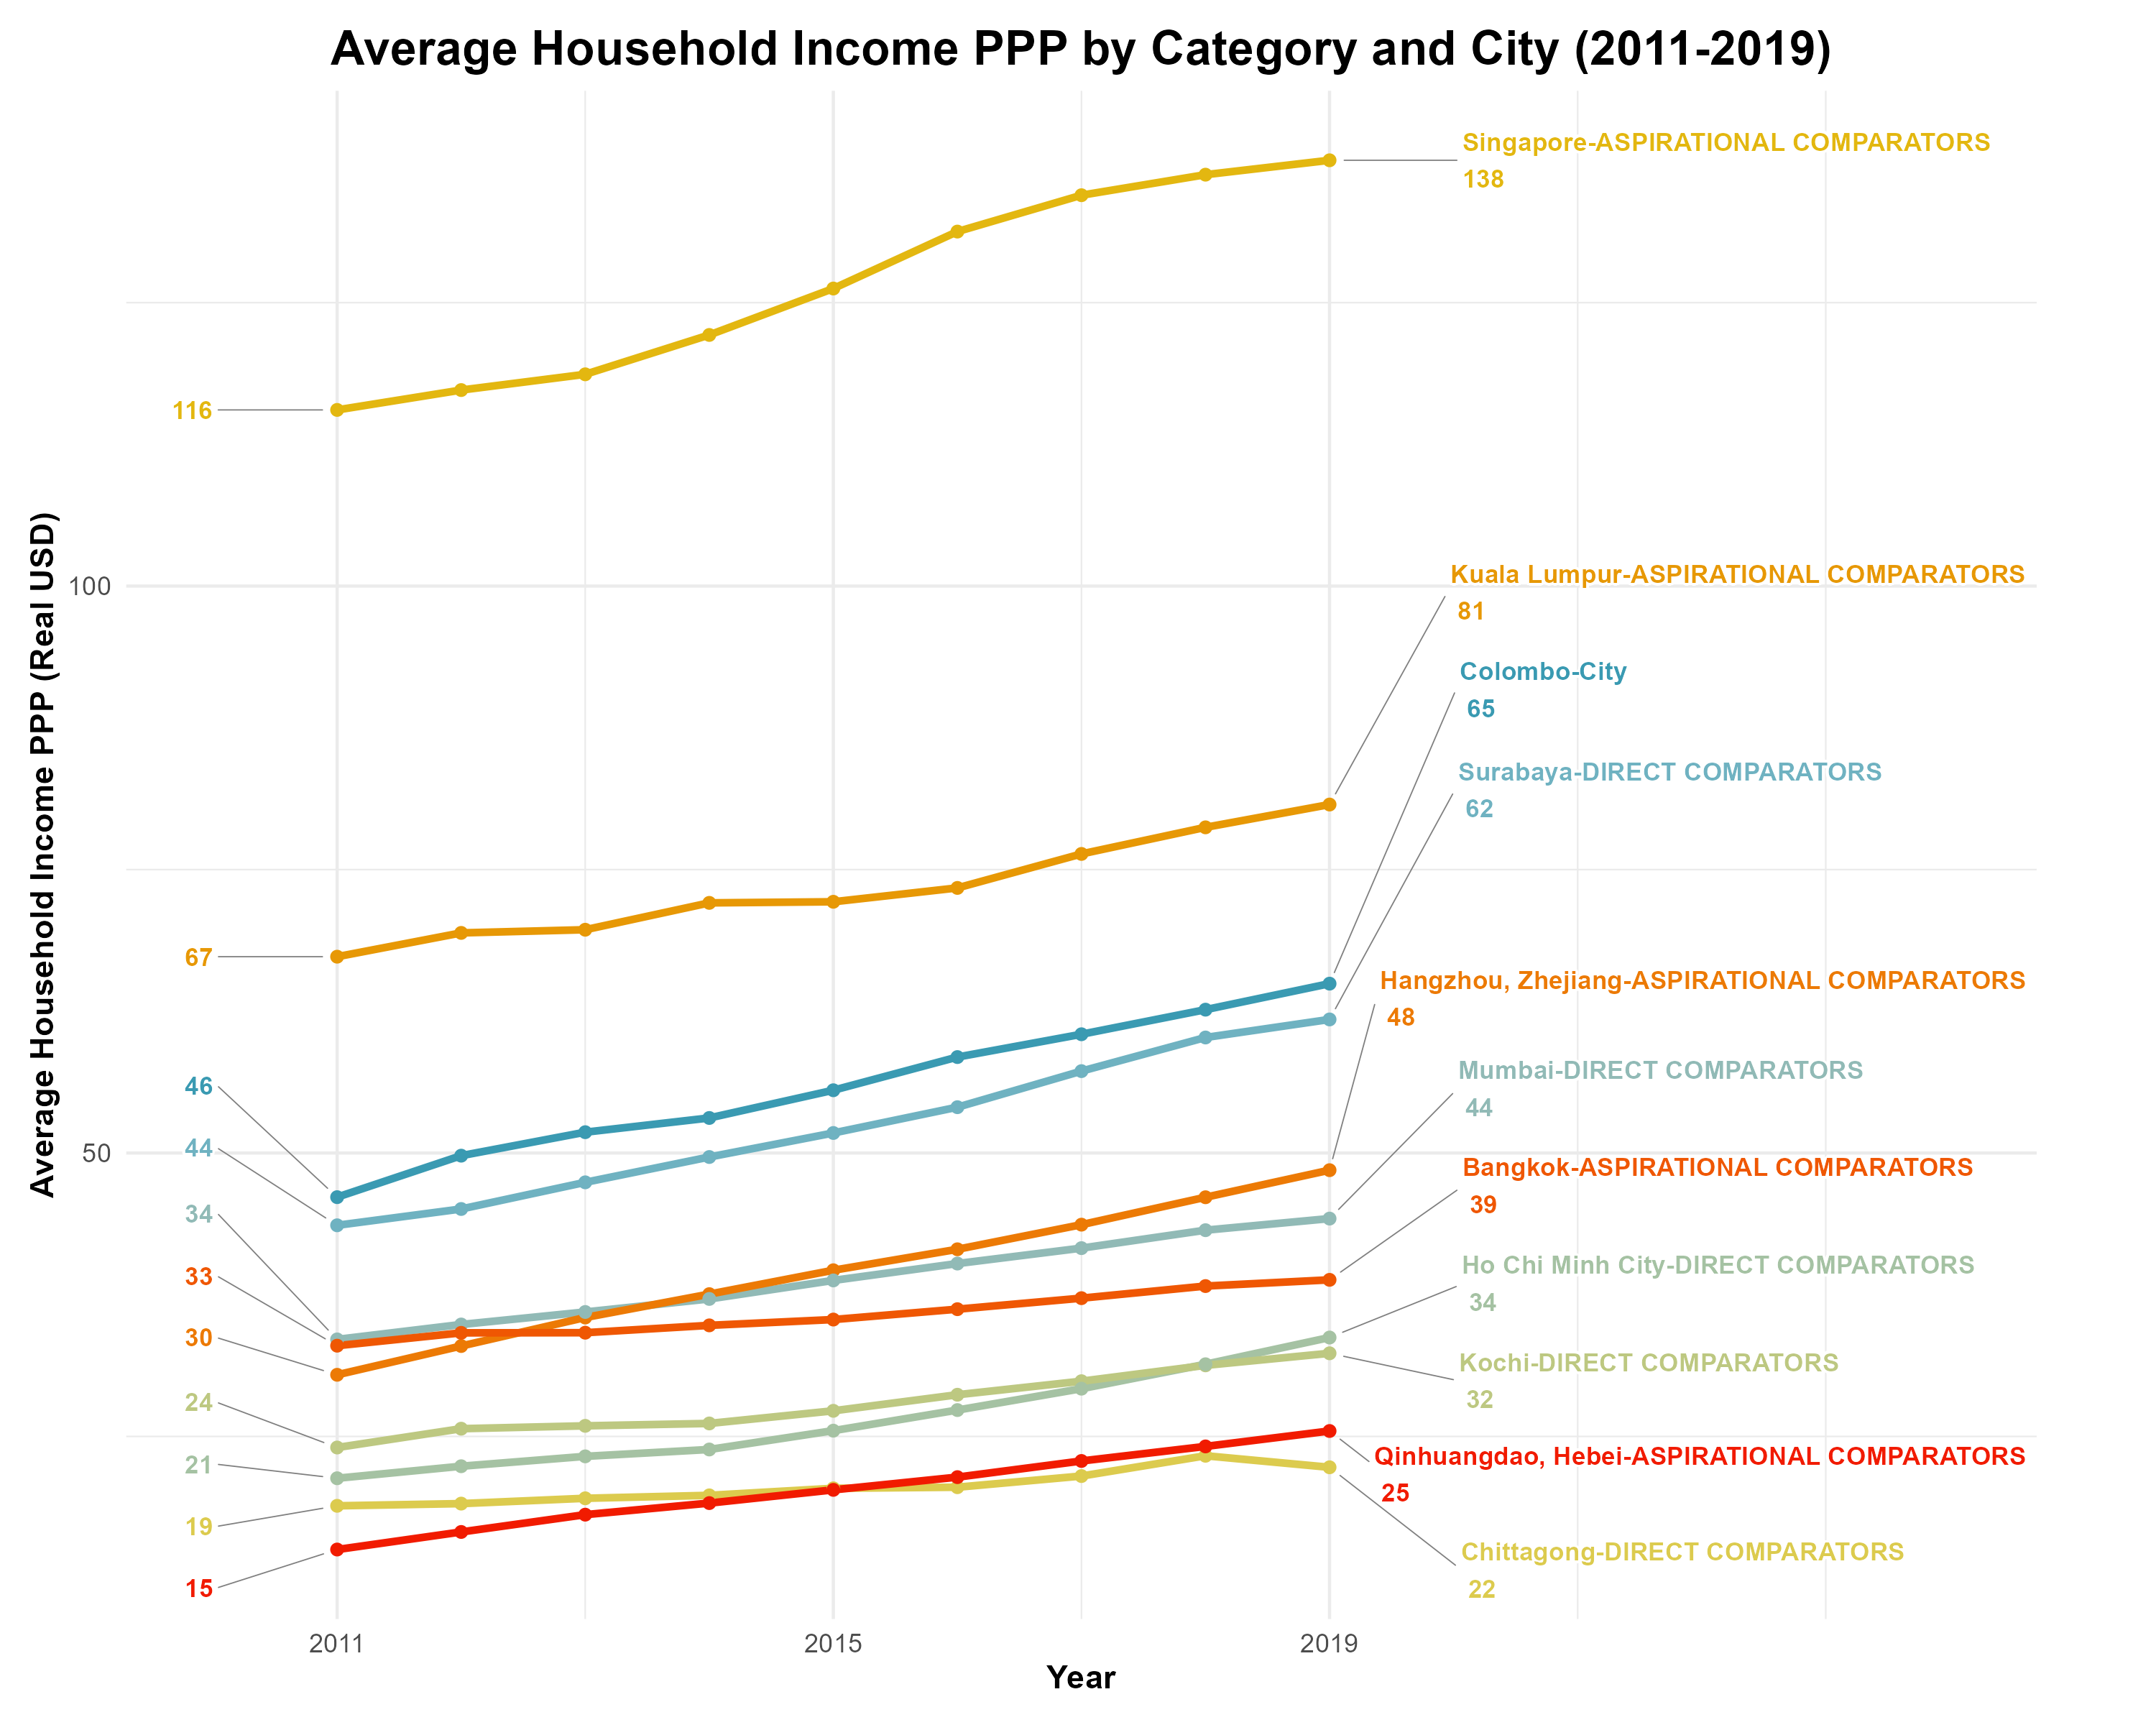 Average Household Income PPP by Category and City (2011-2019)
Average Household Income PPP (Real USD)
100
50
116
67
46
44
34
33
30
24
21
19
15
Singapore-ASPIRATIONAL COMPARATORS
138
Kuala Lumpur-ASPIRATIONAL COMPARATORS
81
Colombo-City
65
Surabaya-DIRECT COMPARATORS
62
Hangzhou, Zhejiang-ASPIRATIONAL COMPARATORS
48
Mumbai-DIRECT COMPARATORS
44
Bangkok-ASPIRATIONAL COMPARATORS
39
Ho Chi Minh City-DIRECT COMPARATORS
34
Kochi-DIRECT COMPARATORS
32
Qinhuangdao, Hebei-ASPIRATIONAL COMPARATORS
25
Chittagong-DIRECT COMPARATORS
22
2011
2015
2019
Year